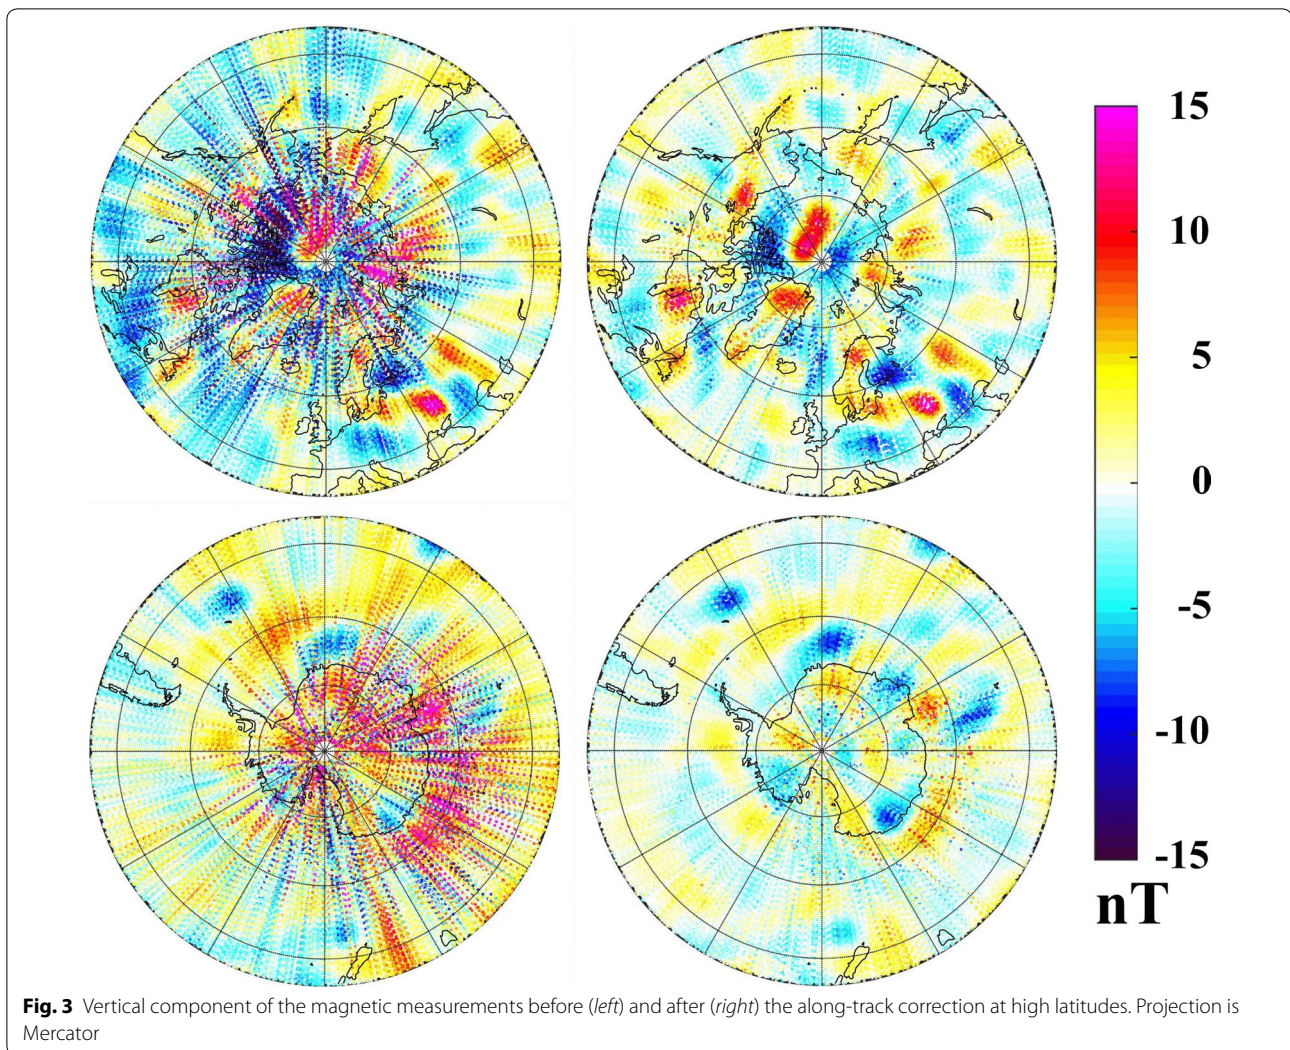 15
10
5
0
-5
-10
-15
nT
Fig. 3 Vertical component of the magnetic measurements before (left) and after (right) the along-track correction at high latitudes. Projection is
Mercator